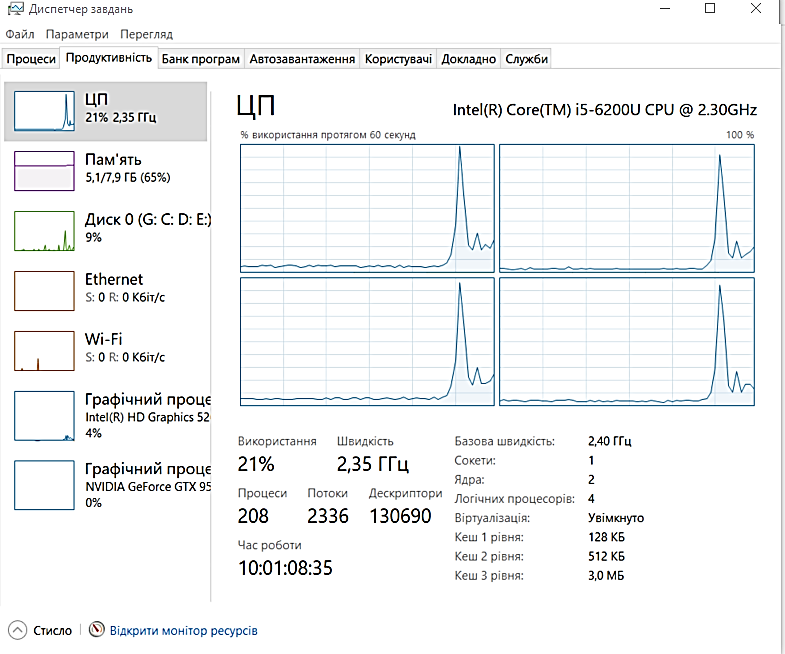 Диспетчер завдань
Файл Параметри Перегляд
Процеси Продуктивність Банк програм Автозавантаження Користувачі Докладно Служби
ЦП
21% 2,35 ГГц
Пам'ять
5,1/7,9 ГБ (65%)
Диск 0 (G: C: D: E:)
9%
Ethernet
S: 0 R: 0 Кбіт/с
Wi-Fi
S: 0 R: 0 Кбіт/с
Графічний проце
Intel(R) HD Graphics 52
4%
Графічний проце
NVIDIA GeForce GTX 95
0%
ЦП
Intel(R) Core(TM) i5-6200U CPU @ 2.30GHz
% використання протягом 60 секунд 100 %
Використання Швидкість
21% 2,35 ГГц
Процеси Потоки Дескриптори
208 2336 130690
Час роботи
10:01:08:35
Базова швидкість: 2,40 ГГц
Сокети: 1
Ядра: 2
Логічних процесорів: 4
Віртуалізація: Увімкнуто
Кеш 1 рівня: 128 КБ
Кеш 2 рівня: 512 КБ
Кеш 3 рівня: 3,0 МБ
Стисло Відкрити монітор ресурсів